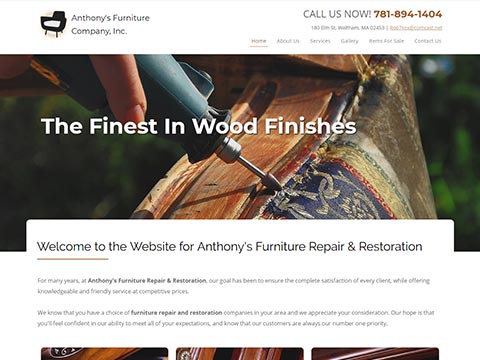 Anthony's Furniture
Company, Inc.
CALL US NOW! 781-894-1404
180 Elm St. Waltham, MA 02453 |
Home About Us Services Gallery Items For Sale Contact Us
The Finest In Wood Finishes
Welcome to the Website for Anthony's Furniture Repair & Restoration
For many years, at Anthony's Furniture Repair & Restoration, our goal has been to ensure the complete satisfaction of every client, while offering
knowledgeable and friendly service at competitive prices.
We know that you have a choice of furniture repair and restoration companies in your area and we appreciate your consideration. Our hope is that
you'll feel confident in our ability to meet all of your expectations, and know that our customers are always our number one priority.